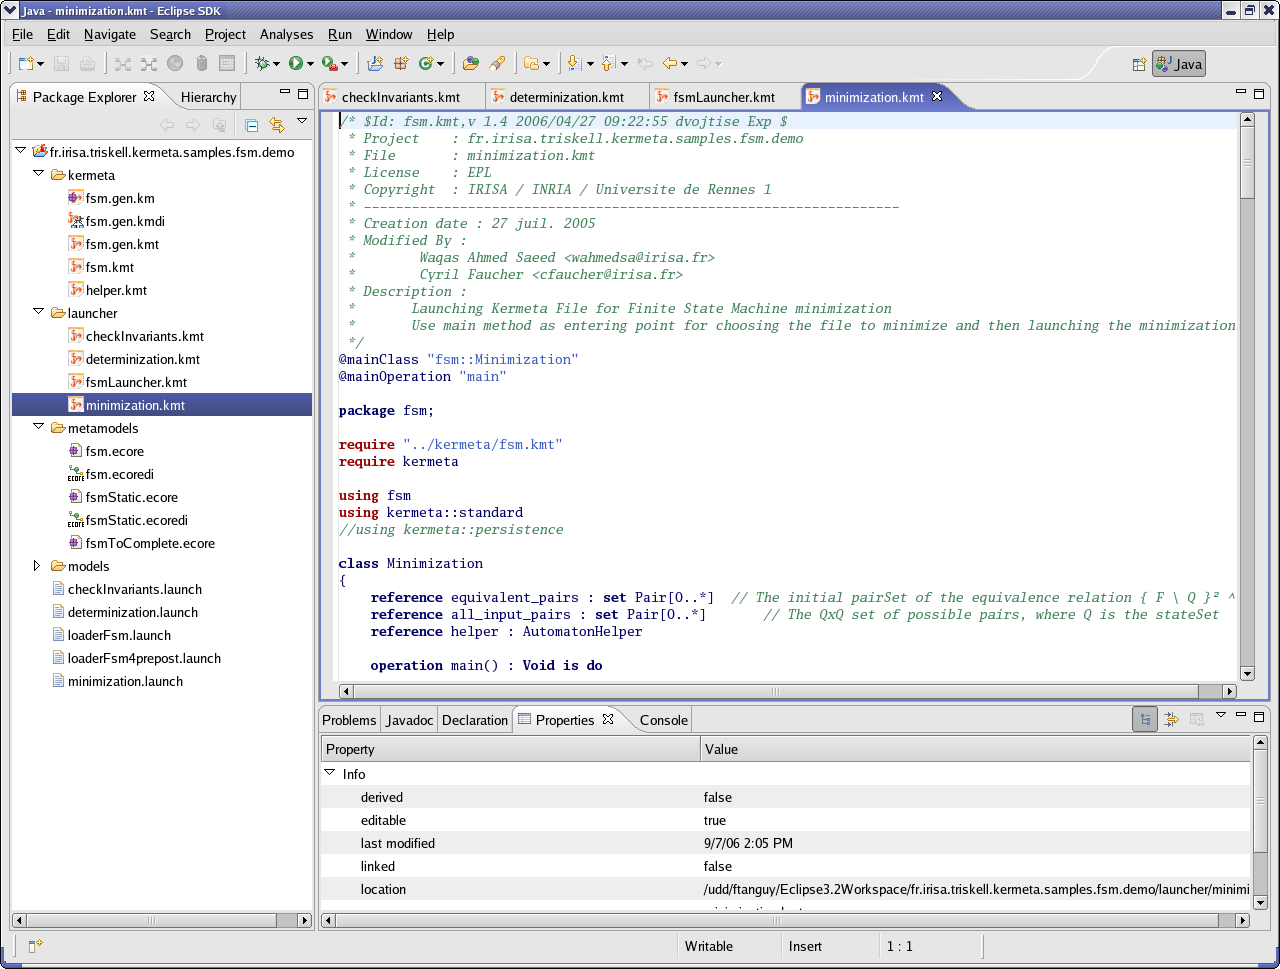 Java - minimization.kmt - Eclipse SDK
File Edit Navigate Search Project Analyses Run Window Help
Java
Package Explorer Hierarchy
fr.irisa.triskell.kermeta.samples.fsm.demo
kermeta
fsm.gen.km
fsm.gen.kmdi
fsm.gen.kmt
fsm.kmt
helper.kmt
launcher
checkInvariants.kmt
determinization.kmt
fsmLauncher.kmt
minimization.kmt
metamodels
fsm.ecore
fsm.ecoredi
fsmStatic.ecore
fsmStatic.ecoredi
fsmToComplete.ecore
models
checkInvariants.launch
determinization.launch
loaderFsm.launch
loaderFsm4prepost.launch
minimization.launch
checkInvariants.kmt determinization.kmt fsmLauncher.kmt minimization.kmt
/* $Id: fsm.kmt,v 1.4 2006/04/27 09:22:55 dvojtise Exp $
* Project : fr.irisa.triskell.kermeta.samples.fsm.demo
* File : minimization.kmt
* License : EPL
* Copyright : IRISA / INRIA / Universite de Rennes 1
* -------------------------------------------------------------------
* Creation date : 27 juil. 2005
* Modified By :
* Waqas Ahmed Saeed <wahmedsa@irisa.fr>
* Cyril Faucher <cfaucher@irisa.fr>
* Description :
* Launching Kermeta File for Finite State Machine minimization
* Use main method as entering point for choosing the file to minimize and then launching the minimization
*/
@mainClass "fsm::Minimization"
@mainOperation "main"
package fsm;
require "../kermeta/fsm.kmt"
require kermeta
using fsm
using kermeta::standard
//using kermeta::persistence
class Minimization
{
reference equivalent_pairs : set Pair[0..*] // The initial pairSet of the equivalence relation { F \ Q }² ^
reference all_input_pairs : set Pair[0..*] // The QxQ set of possible pairs, where Q is the stateSet
reference helper : AutomatonHelper
operation main() : Void is do
Problems Javadoc Declaration Properties Console
Property Value
Info
derived false
editable true
last modified 9/7/06 2:05 PM
linked false
location /udd/ftanguy/Eclipse3.2Workspace/fr.irisa.triskell.kermeta.samples.fsm.demo/launcher/minimi
Writable Insert 1 : 1